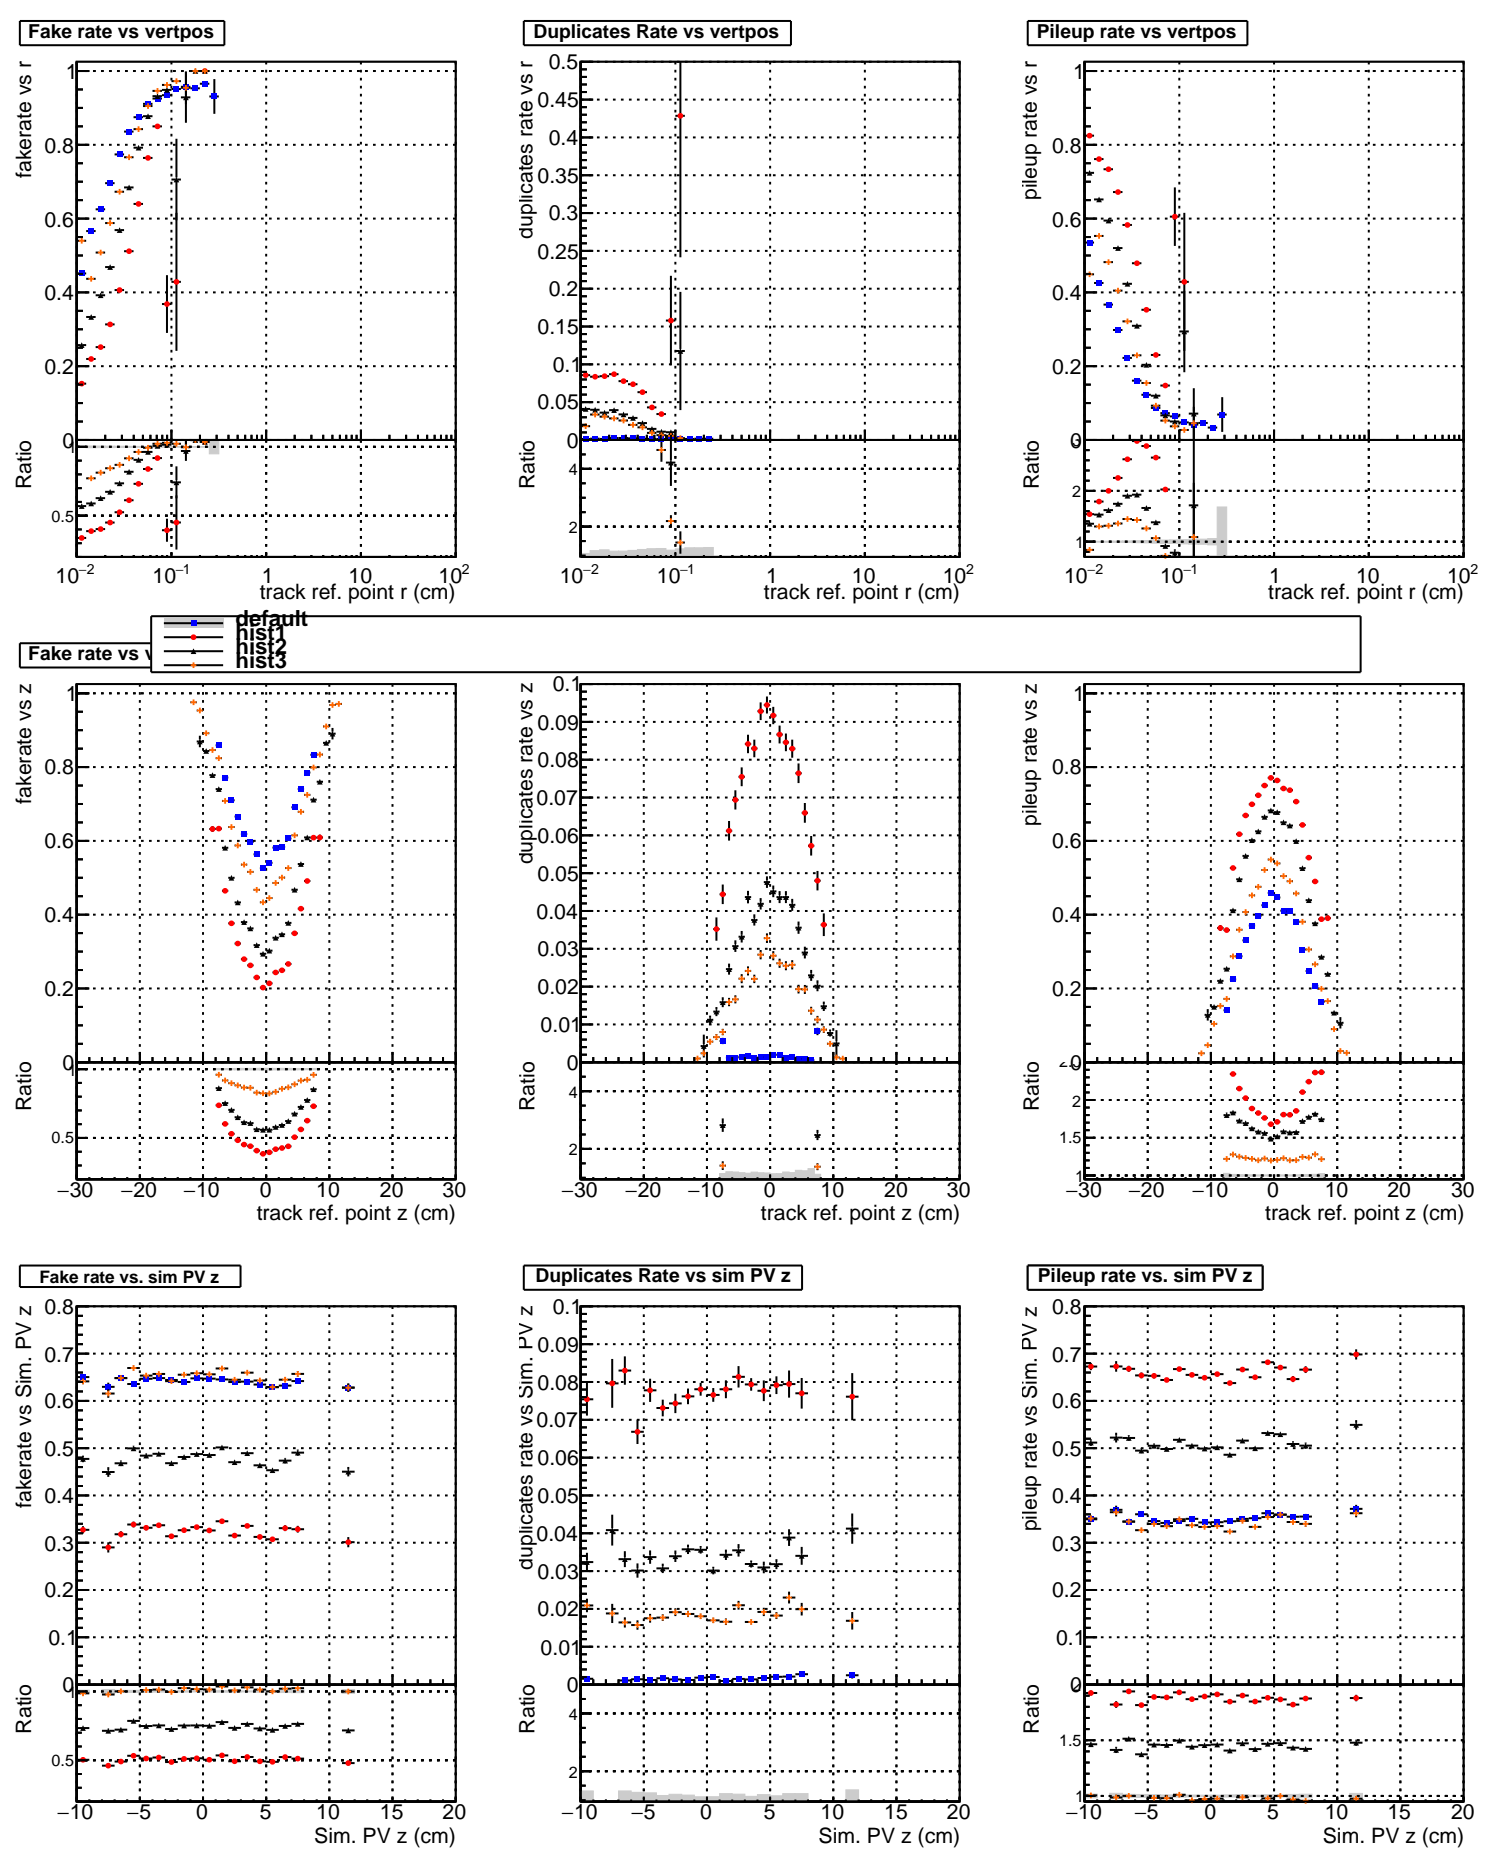 Fake rate vs vertpos
Duplicates Rate vs vertpos
Pileup rate vs vertpos
fakerate vs r
1
0.8
0.6
0.4
0.2
0
Ratio
1
0.5
10−2 10−1 1 10 102
track ref. point r (cm)
duplicates rate vs r
0.5
0.45
0.4
0.35
0.3
0.25
0.2
0.15
0.1
0.05
0
Ratio
4
2
10−2 10−1 1 10 102
track ref. point r (cm)
pileup rate vs r
1
0.8
0.6
0.4
0.2
0
Ratio
2
1
10−2 10−1 1 10 102
track ref. point r (cm)
default
hist1
hist2
hist3
Fake rate vs v
fakerate vs z
1
0.8
0.6
0.4
0.2
0
Ratio
1
0.5
−30 −20 −10 0 10 20 30
track ref. point z (cm)
duplicates rate vs z
0.1
0.09
0.08
0.07
0.06
0.05
0.04
0.03
0.02
0.01
0
Ratio
4
2
−30 −20 −10 0 10 20 30
track ref. point z (cm)
pileup rate vs z
1
0.8
0.6
0.4
0.2
0
Ratio
2
1.5
1
−30 −20 −10 0 10 20 30
track ref. point z (cm)
Fake rate vs. sim PV z
Duplicates Rate vs sim PV z
Pileup rate vs. sim PV z
fakerate vs Sim. PV z
0.8
0.7
0.6
0.5
0.4
0.3
0.2
0.1
0
Ratio
1
0.5
−10 −5 0 5 10 15 20
Sim. PV z (cm)
duplicates rate vs Sim. PV z
0.1
0.09
0.08
0.07
0.06
0.05
0.04
0.03
0.02
0.01
0
Ratio
4
2
−10 −5 0 5 10 15 20
Sim. PV z (cm)
pileup rate vs Sim. PV z
0.8
0.7
0.6
0.5
0.4
0.3
0.2
0.1
0
Ratio
1.5
1
−10 −5 0 5 10 15 20
Sim. PV z (cm)